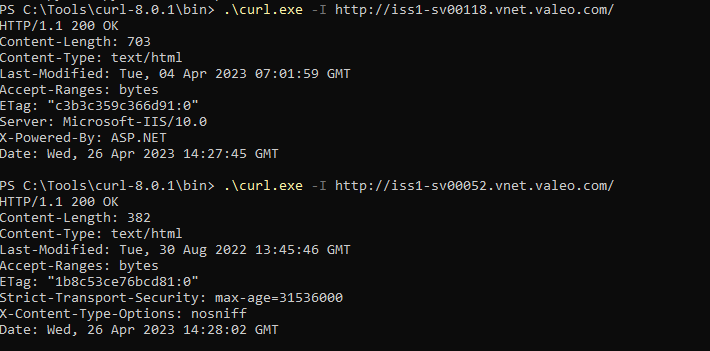 PS C:\Tools\curl-8.0.1\bin> .\curl.exe -I http://iss1-sv00118.vnet.valeo.com/
HTTP/1.1 200 OK
Content-Length: 703
Content-Type: text/html
Last-Modified: Tue, 04 Apr 2023 07:01:59 GMT
Accept-Ranges: bytes
ETag: "c3b3c359c366d91:0"
Server: Microsoft-IIS/10.0
X-Powered-By: ASP.NET
Date: Wed, 26 Apr 2023 14:27:45 GMT
PS C:\Tools\curl-8.0.1\bin> .\curl.exe -I http://iss1-sv00052.vnet.valeo.com/
HTTP/1.1 200 OK
Content-Length: 382
Content-Type: text/html
Last-Modified: Tue, 30 Aug 2022 13:45:46 GMT
Accept-Ranges: bytes
ETag: "1b8c53ce76bcd81:0"
Strict-Transport-Security: max-age=31536000
X-Content-Type-Options: nosniff
Date: Wed, 26 Apr 2023 14:28:02 GMT